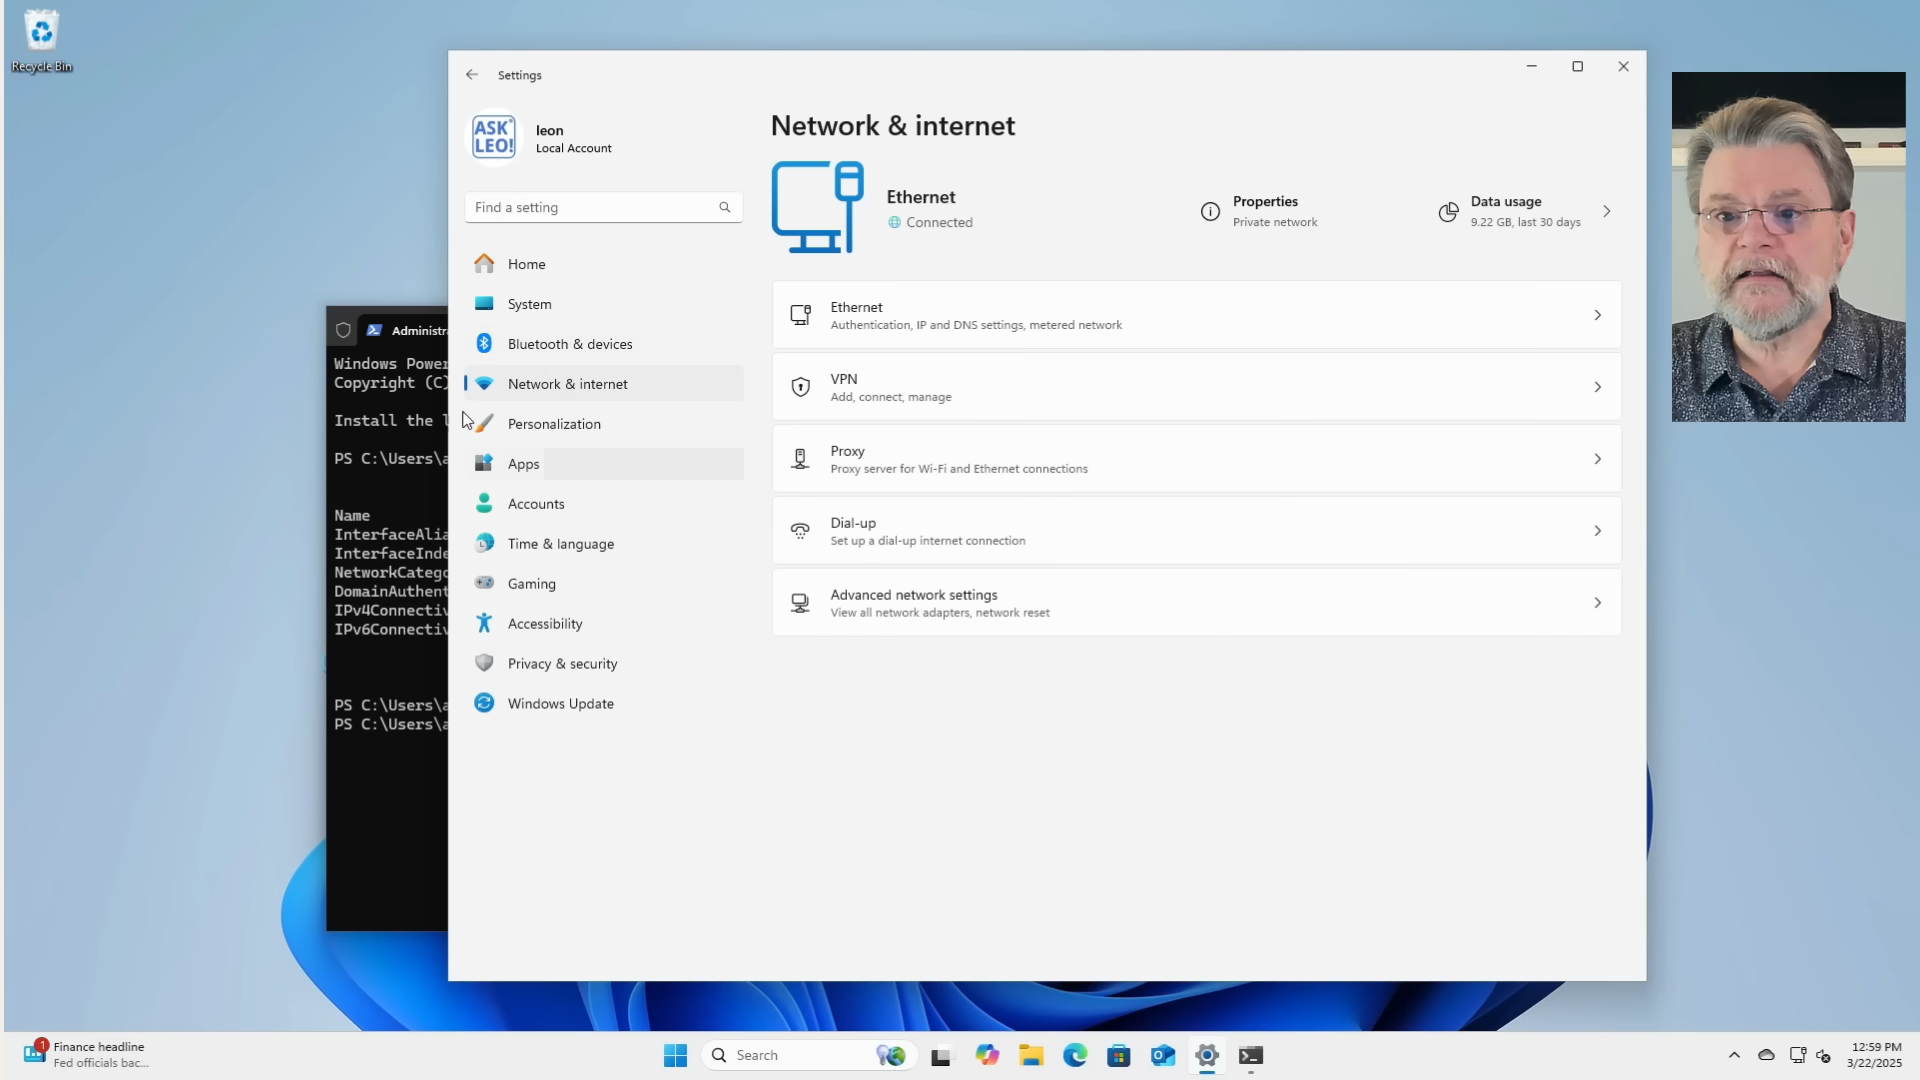 Recycle Bin
Settings
ASK LEO!
leon
Local Account
Find a setting
Home
System
Bluetooth & devices
Network & internet
Personalization
Apps
Accounts
Time & language
Gaming
Accessibility
Privacy & security
Windows Update
Network & internet
Ethernet
Connected
Properties
Private network
Data usage
9.22 GB, last 30 days
Ethernet
Authentication, IP and DNS settings, metered network
VPN
Add, connect, manage
Proxy
Proxy server for Wi-Fi and Ethernet connections
Dial-up
Set up a dial-up internet connection
Advanced network settings
View all network adapters, network reset
Administra
Windows Power
Copyright (C)
Install the l
PS C:\Users\a
Name
InterfaceAlia
InterfaceInde
NetworkCatego
DomainAuthent
IPv4Connectiv
IPv6Connectiv
PS C:\Users\a
PS C:\Users\a
1
Finance headline
Fed officials bac...
Search
12:59 PM
3/22/2025